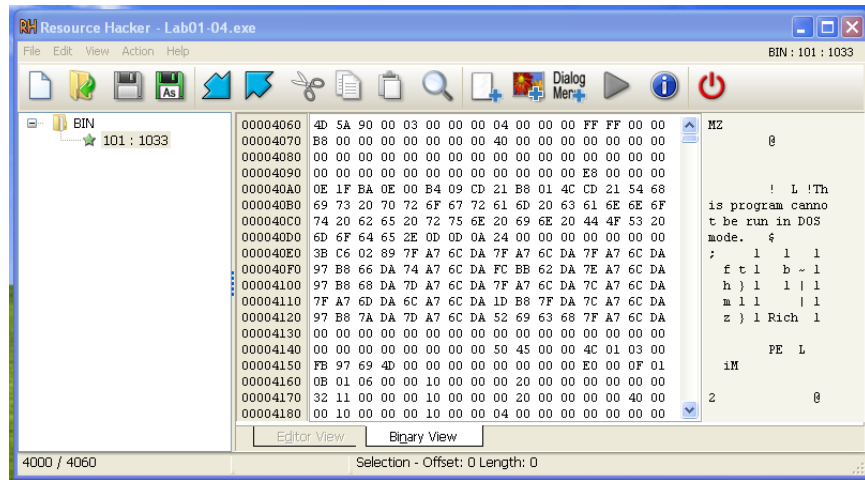 Resource Hacker - Lab01-04.exe
File Edit View Action Help BIN : 101 : 1033
As Dialog
Menu
BIN
101 : 1033
00004060 4D 5A 90 00 03 00 00 00 04 00 00 00 FF FF 00 00 MZ
00004070 B8 00 00 00 00 00 00 00 40 00 00 00 00 00 00 00 @
00004080 00 00 00 00 00 00 00 00 00 00 00 00 00 00 00 00
00004090 00 00 00 00 00 00 00 00 00 00 00 00 E8 00 00 00
000040A0 0E 1F BA 0E 00 B4 09 CD 21 B8 01 4C CD 21 54 68 ! L !Th
000040B0 69 73 20 70 72 6F 67 72 61 6D 20 63 61 6E 6E 6F is program canno
000040C0 74 20 62 65 20 72 75 6E 20 69 6E 20 44 4F 53 20 t be run in DOS
000040D0 6D 6F 64 65 2E 0D 0D 0A 24 00 00 00 00 00 00 00 mode. $
000040E0 3B C6 02 89 7F A7 6C DA 7F A7 6C DA 7F A7 6C DA ; l l l
000040F0 97 B8 66 DA 74 A7 6C DA FC BB 62 DA 7E A7 6C DA f t l b ~ l
00004100 97 B8 68 DA 7D A7 6C DA 7F A7 6C DA 7C A7 6C DA h } l l | l
00004110 7F A7 6D DA 6C A7 6C DA 1D B8 7F DA 7C A7 6C DA m l l | l
00004120 97 B8 7A DA 7D A7 6C DA 52 69 63 68 7F A7 6C DA z } l Rich l
00004130 00 00 00 00 00 00 00 00 00 00 00 00 00 00 00 00
00004140 00 00 00 00 00 00 00 00 50 45 00 00 4C 01 03 00 PE L
00004150 FB 97 69 4D 00 00 00 00 00 00 00 00 E0 00 0F 01 iM
00004160 0B 01 06 00 00 10 00 00 00 20 00 00 00 00 00 00
00004170 32 11 00 00 00 10 00 00 00 20 00 00 00 00 40 00 2 @
00004180 00 10 00 00 00 10 00 00 04 00 00 00 00 00 00 00
Editor View Binary View
4000 / 4060 Selection - Offset: 0 Length: 0